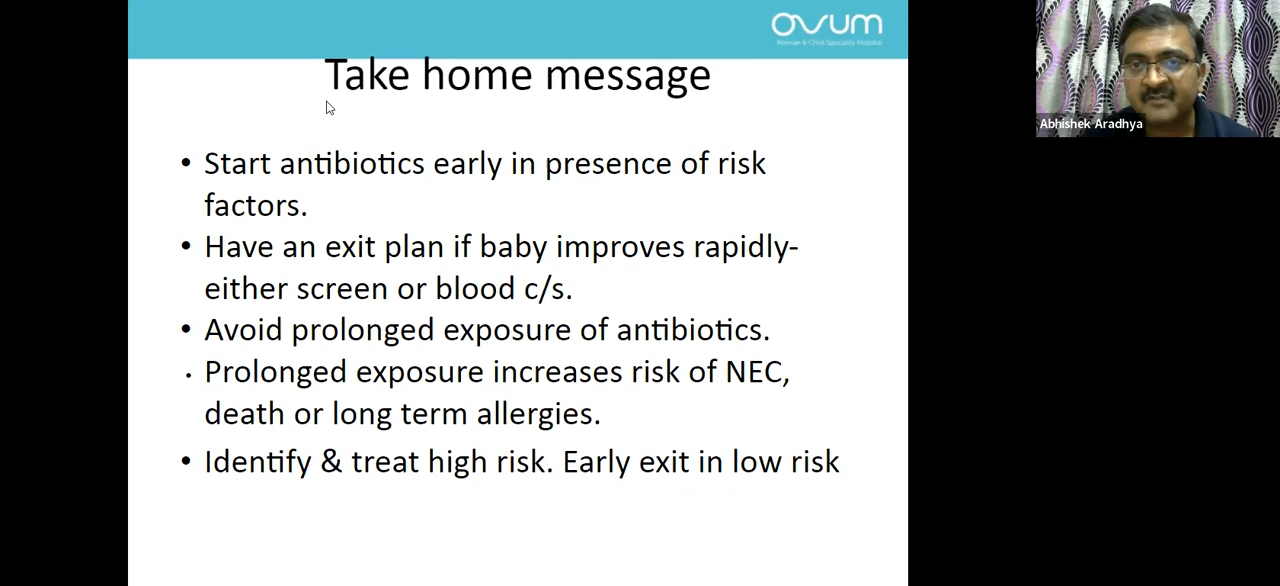 ovum
Woman & Child Speciality Hospital
Take home message
Abhishek Aradhya
• Start antibiotics early in presence of risk
factors.
• Have an exit plan if baby improves rapidly-
either screen or blood c/s.
• Avoid prolonged exposure of antibiotics.
• Prolonged exposure increases risk of NEC,
death or long term allergies.
• Identify & treat high risk. Early exit in low risk